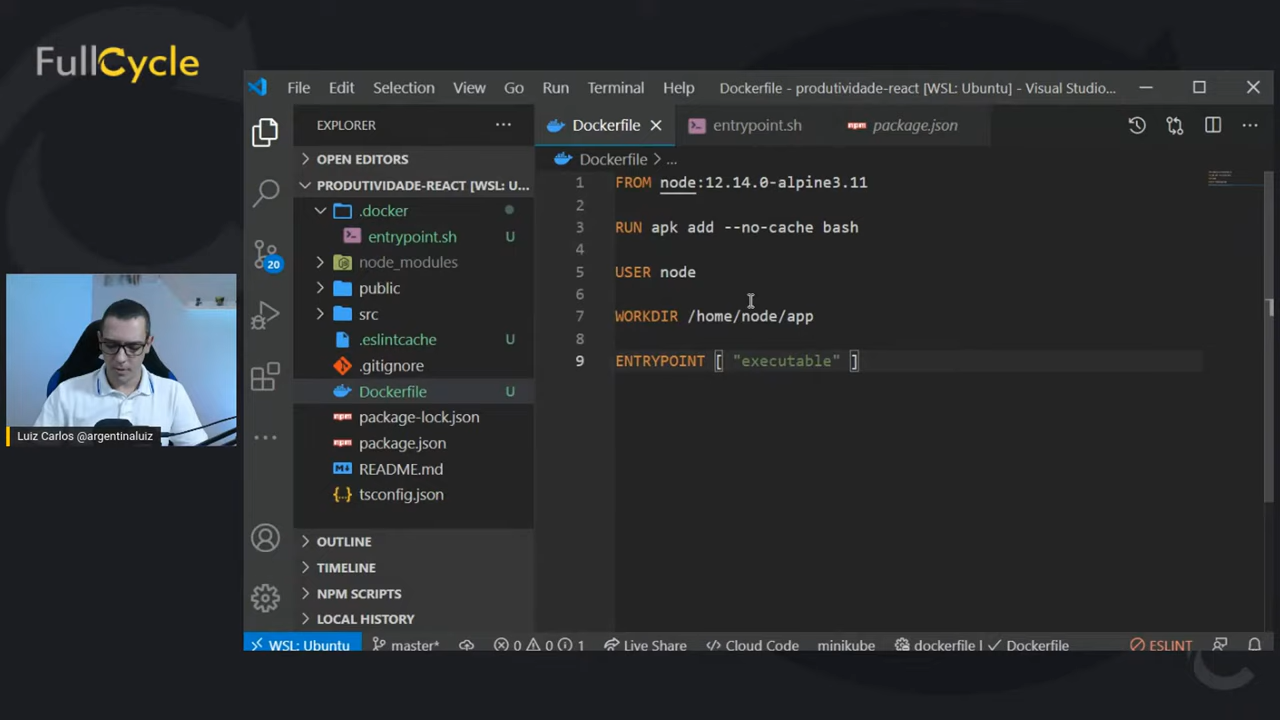 FullCycle
File Edit Selection View Go Run Terminal Help Dockerfile - produtividade-react [WSL: Ubuntu] - Visual Studio...
EXPLORER
Dockerfile
entrypoint.sh
package.json
OPEN EDITORS
PRODUTIVIDADE-REACT [WSL: U...
.docker
entrypoint.sh U
node_modules
public
src
.eslintcache U
.gitignore
Dockerfile U
package-lock.json
package.json
README.md
tsconfig.json
OUTLINE
TIMELINE
NPM SCRIPTS
LOCAL HISTORY
20
Dockerfile > ...
1 FROM node:12.14.0-alpine3.11
2
3 RUN apk add --no-cache bash
4
5 USER node
6
7 WORKDIR /home/node/app
8
9 ENTRYPOINT [ "executable" ]
Luiz Carlos @argentinaluiz
WSL: Ubuntu master* 0 0 1 Live Share Cloud Code minikube dockerfile | Dockerfile ESLINT